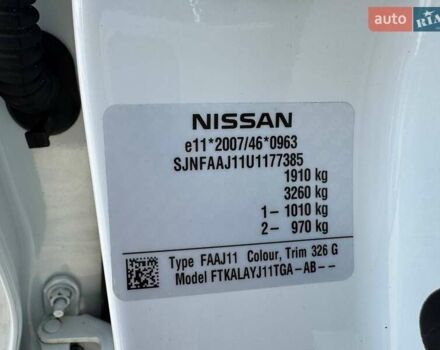 auto
RIA
NISSAN
e11*2007/46*0963
SJNFAAJ11U1177385
1910 kg
3260 kg
1- 1010 kg
2- 970 kg
Type FAAJ11 Colour, Trim 326 G
Model FTKALAYJ11TGA-AB--